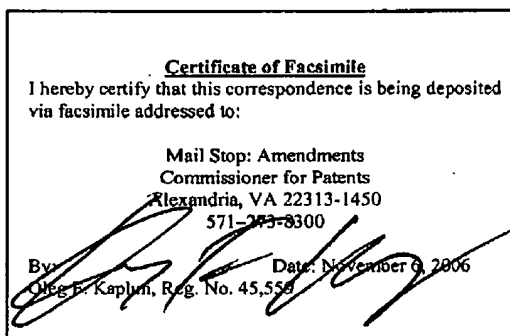 Certificate of Facsimile
I hereby certify that this correspondence is being deposited
via facsimile addressed to:
Mail Stop: Amendments
Commissioner for Patents
Alexandria, VA 22313-1450
571-273-8300
By: Date: November 6, 2006
Oleg F. Kaplun, Reg. No. 45,559